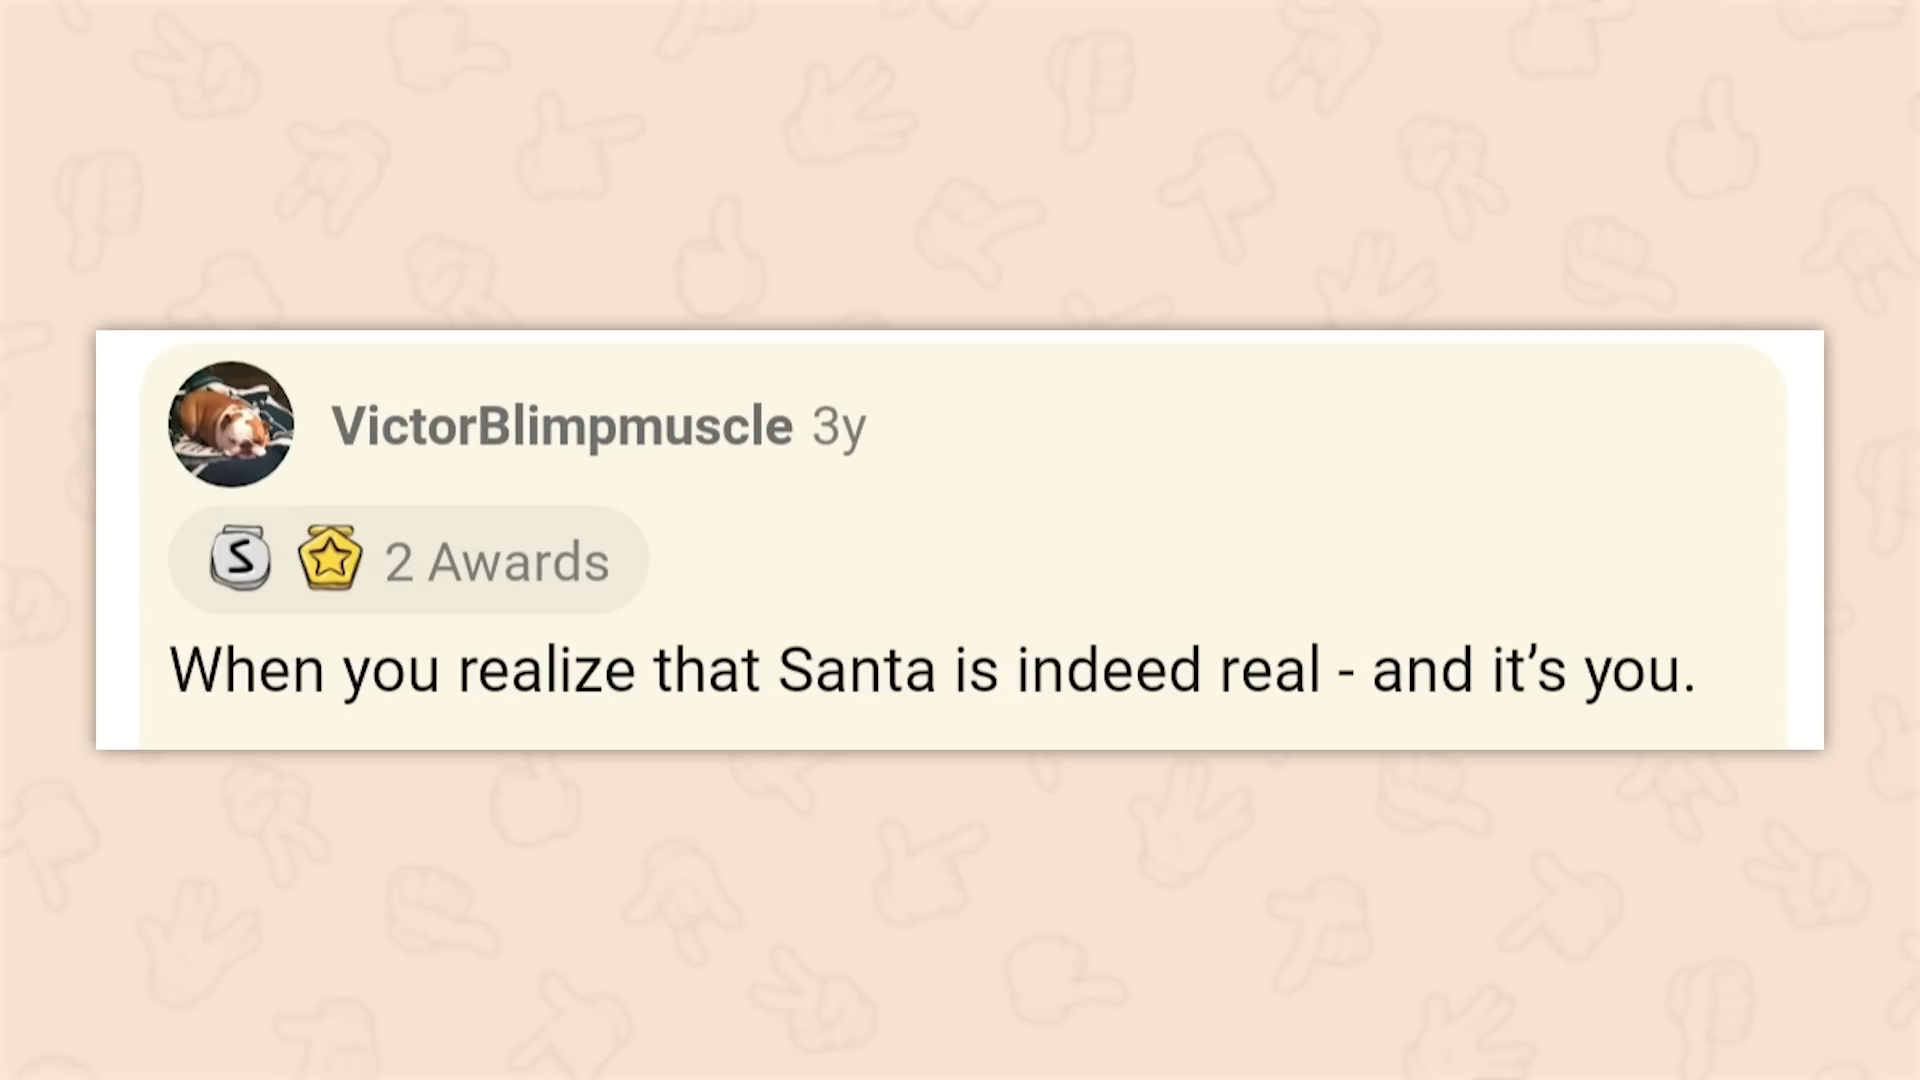 VictorBlimpmuscle 3y
S 2 Awards
When you realize that Santa is indeed real - and it’s you.